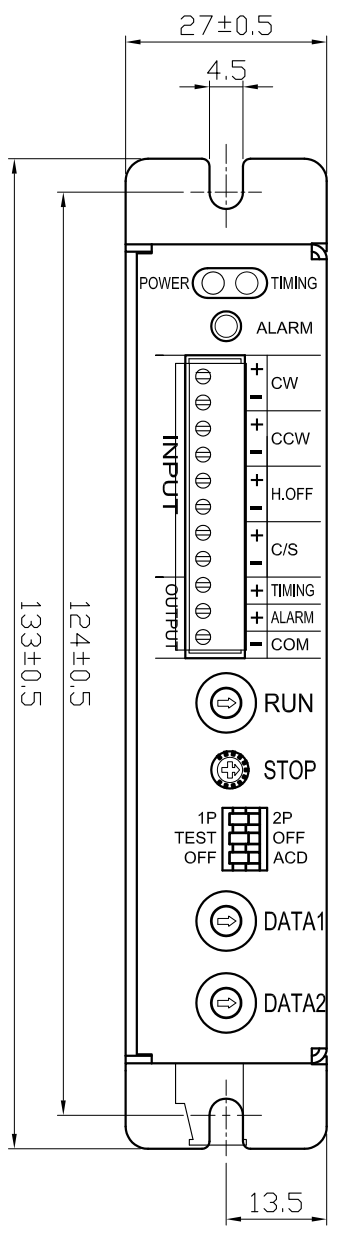 27±0.5
4.5
POWER TIMING
ALARM
+ CW
−
+ CCW
−
INPUT
+ H.OFF
−
+ C/S
−
OUTPUT
+ TIMING
+ ALARM
− COM
133±0.5
124±0.5
RUN
STOP
1P 2P
TEST OFF
OFF ACD
DATA1
DATA2
13.5